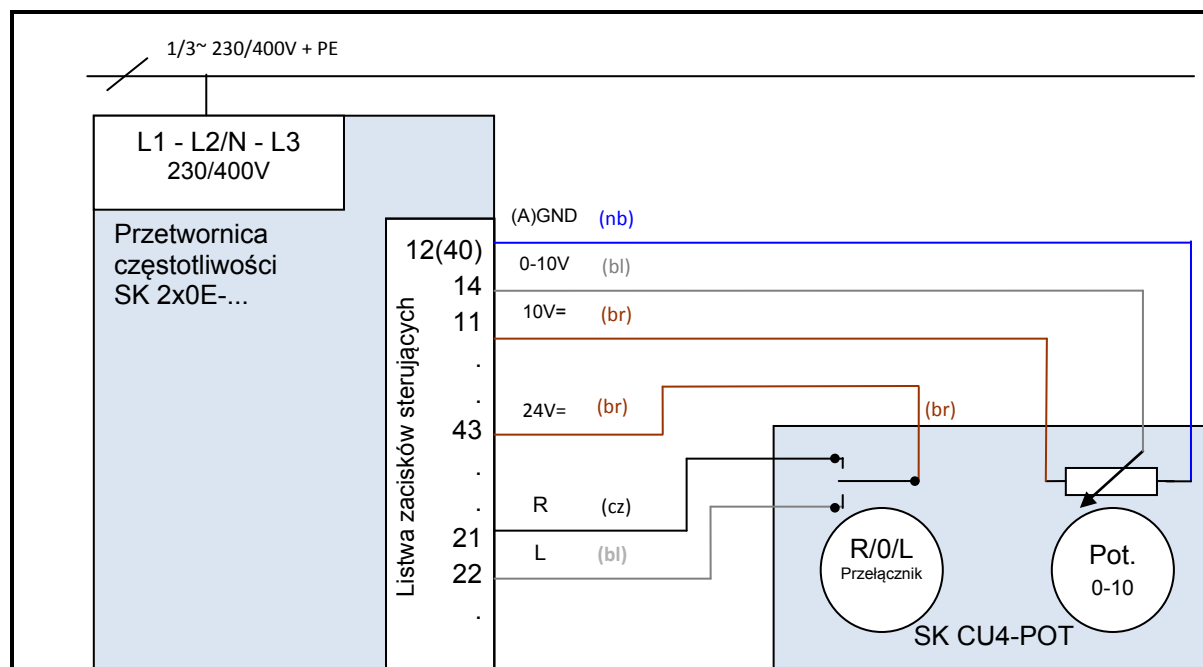 1/3~ 230/400V + PE
L1 - L2/N - L3
230/400V
Przetwornica
częstotliwości
SK 2x0E-...
Listwa zacisków sterujących
12(40)
14
11
.
.
43
.
.
21
22
.
(A)GND (nb)
0-10V (bl)
10V= (br)
24V= (br)
(br)
R (cz)
L (bl)
R/0/L
Przełącznik
Pot.
0-10
SK CU4-POT